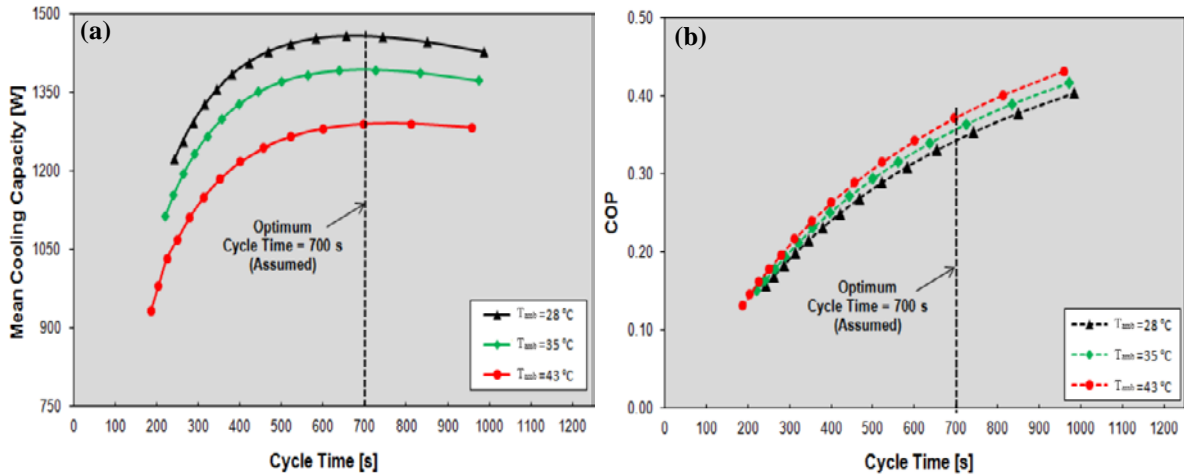 (a)
Mean Cooling Capacity [W]
1500
1350
1200
1050
900
750
Optimum
Cycle Time = 700 s
(Assumed)
Tamb=28 °C
Tamb=35 °C
Tamb=43 °C
0 100 200 300 400 500 600 700 800 900 1000 1100 1200
Cycle Time [s]
(b)
COP
0.50
0.40
0.30
0.20
0.10
0.00
Optimum
Cycle Time = 700 s
(Assumed)
Tamb=28 °C
Tamb=35 °C
Tamb=43 °C
0 100 200 300 400 500 600 700 800 900 1000 1100 1200
Cycle Time [s]